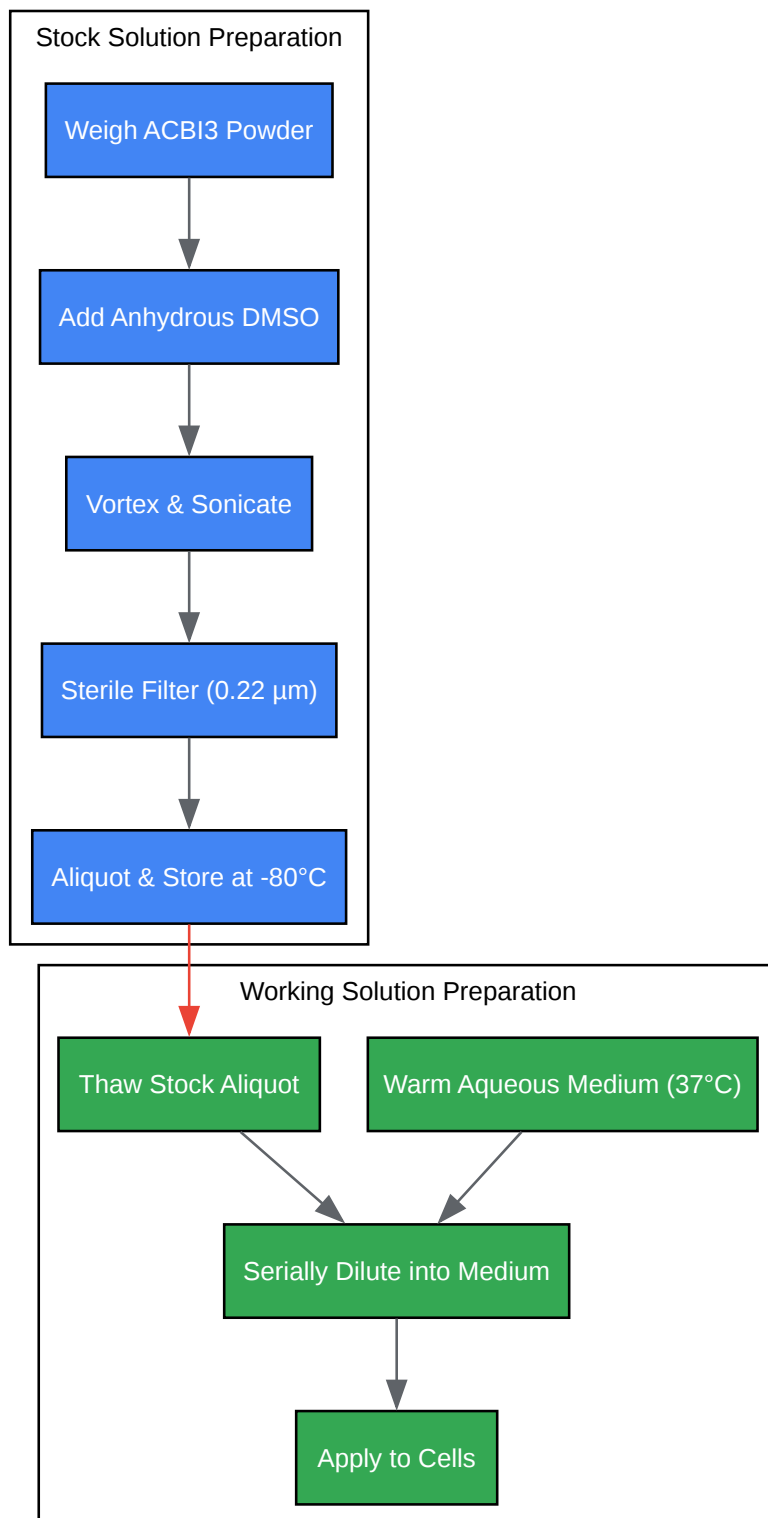 Stock Solution Preparation
Weigh ACBI3 Powder
Add Anhydrous DMSO
Vortex & Sonicate
Sterile Filter (0.22 µm)
Aliquot & Store at -80°C
Working Solution Preparation
Thaw Stock Aliquot
Warm Aqueous Medium (37°C)
Serially Dilute into Medium
Apply to Cells